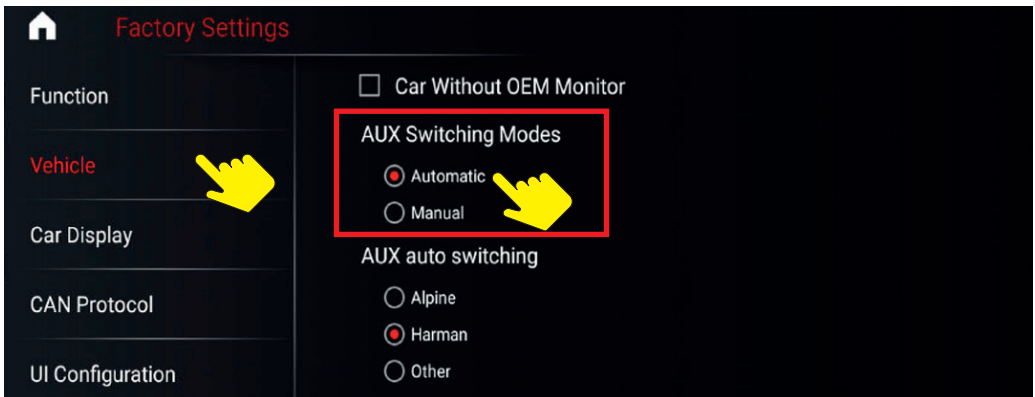 Factory Settings
Function
Vehicle
Car Display
CAN Protocol
UI Configuration
Car Without OEM Monitor
AUX Switching Modes
Automatic
Manual
AUX auto switching
Alpine
Harman
Other